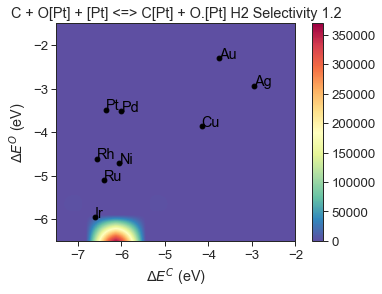 C + O[Pt] + [Pt] <=> C[Pt] + O.[Pt] H2 Selectivity 1.2
350000
300000
250000
200000
150000
100000
50000
0
−2
−3
−4
−5
−6
ΔE^O (eV)
Au
Ag
Pt
Pd
Cu
Rh
Ni
Ru
Ir
−7
−6
−5
−4
−3
−2
ΔE^C (eV)